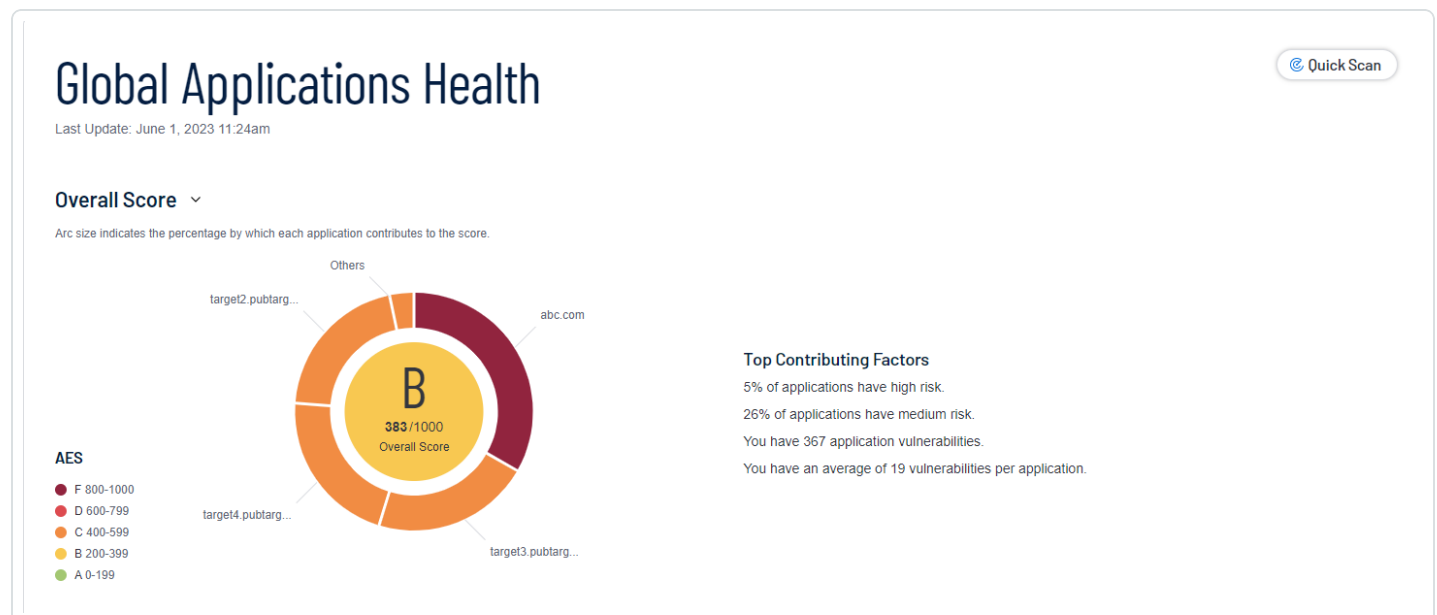 Global Applications Health
Quick Scan
Last Update: June 1, 2023 11:24am
Overall Score
Arc size indicates the percentage by which each application contributes to the score.
Others
target2.pubtarg...
abc.com
B
383/1000
Overall Score
target4.pubtarg...
target3.pubtarg...
AES
F 800-1000
D 600-799
C 400-599
B 200-399
A 0-199
Top Contributing Factors
5% of applications have high risk.
26% of applications have medium risk.
You have 367 application vulnerabilities.
You have an average of 19 vulnerabilities per application.